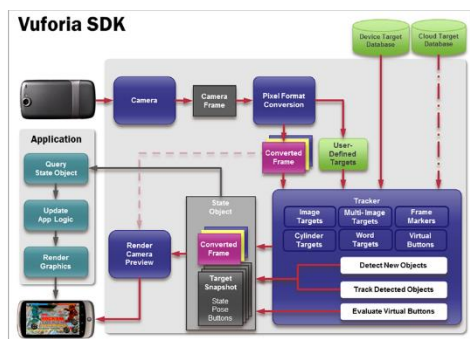 Vuforia SDK
Device Target
Database
Cloud Target
Database
Camera
Camera
Frame
Pixel Format
Conversion
Application
Query
State Object
Update
App Logic
Render
Graphics
Converted
Frame
User-
Defined
Targets
State
Object
Converted
Frame
Target
Snapshot
State
Pose
Buttons
Render
Camera
Preview
Tracker
Image
Targets
Multi-Image
Targets
Frame
Markers
Cylinder
Targets
Word
Targets
Virtual
Buttons
Detect New Objects
Track Detected Objects
Evaluate Virtual Buttons